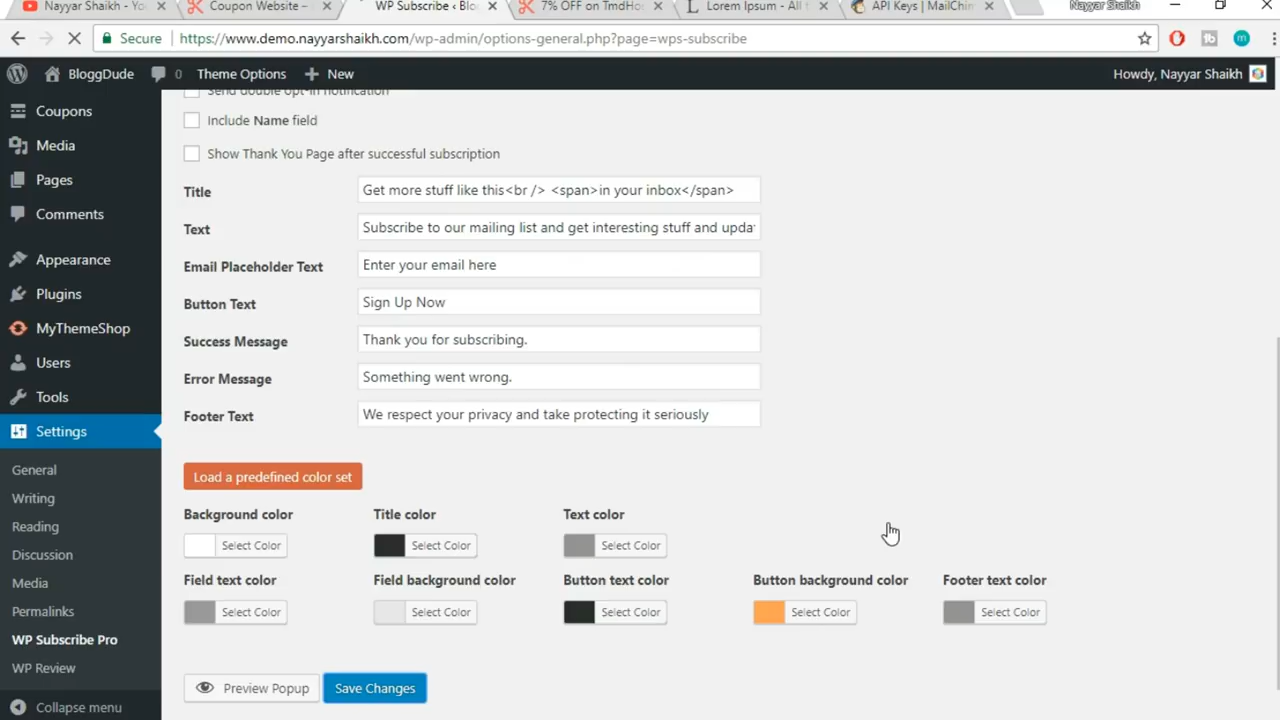 Nayyar Shaikh - Yo
Coupon Website –
WP Subscribe ‹ Blo
7% OFF on TmdHo
Lorem Ipsum - All t
API Keys | MailChim
Nayyar Shaikh
Secure
https://www.demo.nayyarshaikh.com/wp-admin/options-general.php?page=wps-subscribe
BloggDude
0
Theme Options
New
Howdy, Nayyar Shaikh
Coupons
Media
Pages
Comments
Appearance
Plugins
MyThemeShop
Users
Tools
Settings
General
Writing
Reading
Discussion
Media
Permalinks
WP Subscribe Pro
WP Review
Collapse menu
Send double opt-in notification
Include Name field
Show Thank You Page after successful subscription
Title
Get more stuff like this<br /> <span>in your inbox</span>
Text
Subscribe to our mailing list and get interesting stuff and upda
Email Placeholder Text
Enter your email here
Button Text
Sign Up Now
Success Message
Thank you for subscribing.
Error Message
Something went wrong.
Footer Text
We respect your privacy and take protecting it seriously
Load a predefined color set
Background color
Title color
Text color
Select Color
Select Color
Select Color
Field text color
Field background color
Button text color
Button background color
Footer text color
Select Color
Select Color
Select Color
Select Color
Select Color
Preview Popup
Save Changes